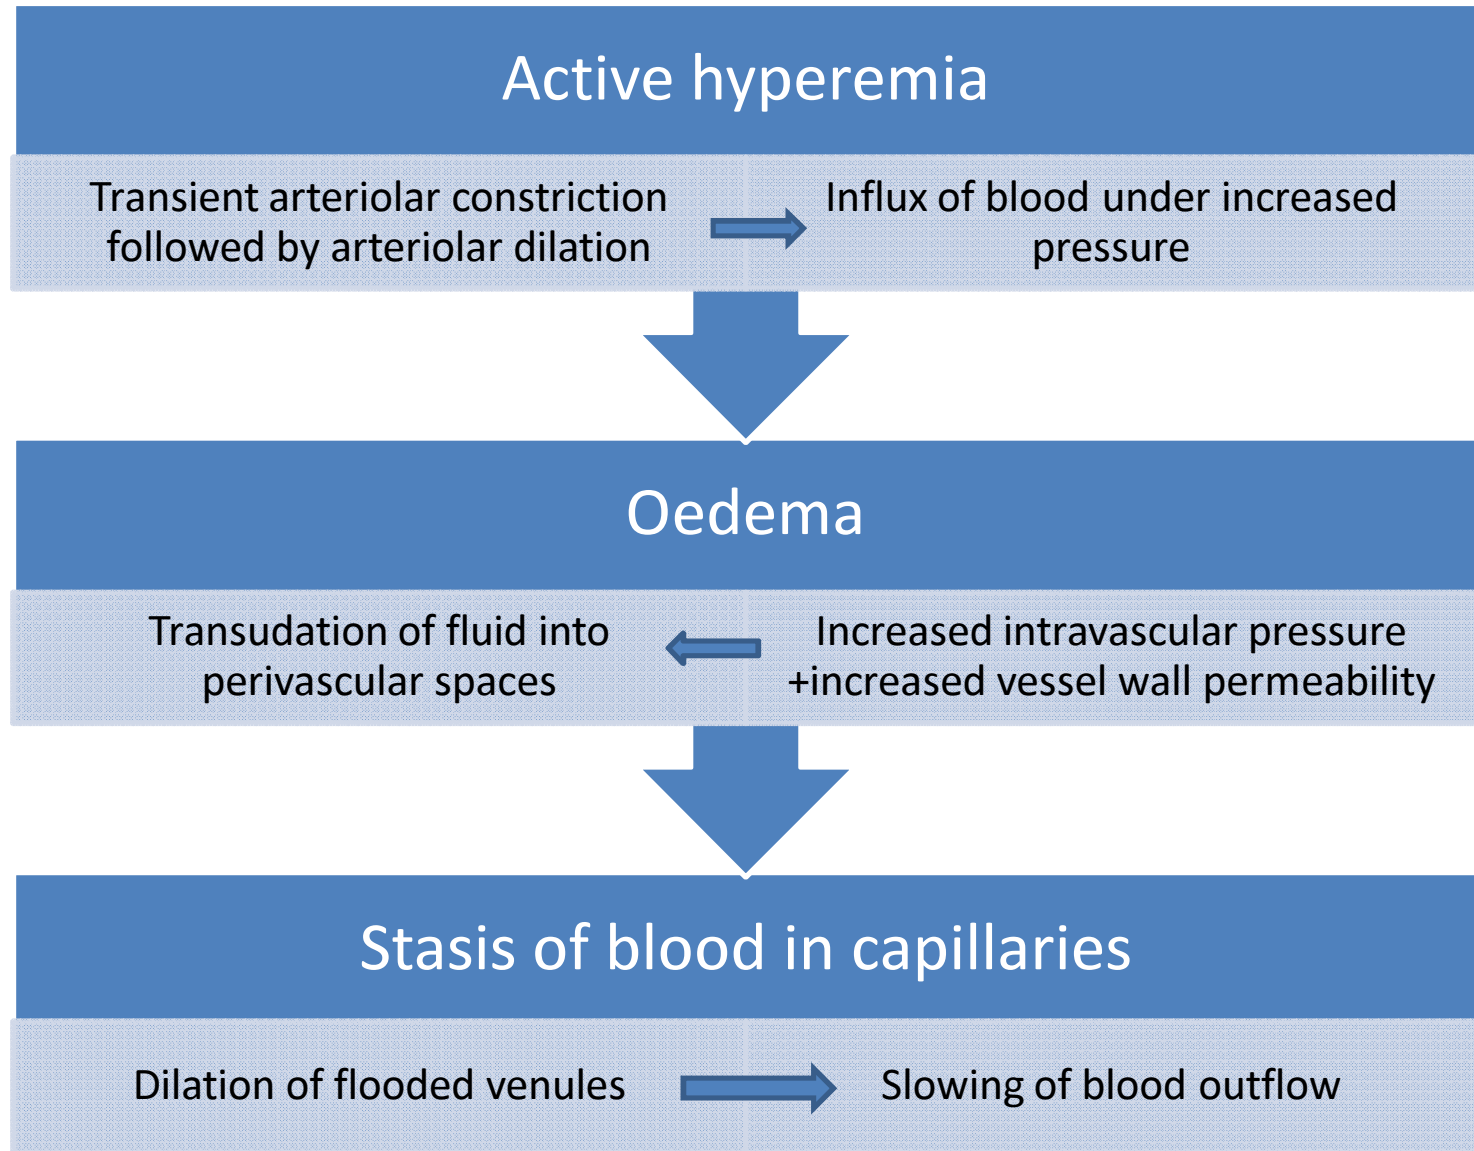 Active hyperemia
Transient arteriolar constriction
followed by arteriolar dilation
Influx of blood under increased
pressure
Oedema
Transudation of fluid into
perivascular spaces
Increased intravascular pressure
+increased vessel wall permeability
Stasis of blood in capillaries
Dilation of flooded venules
Slowing of blood outflow